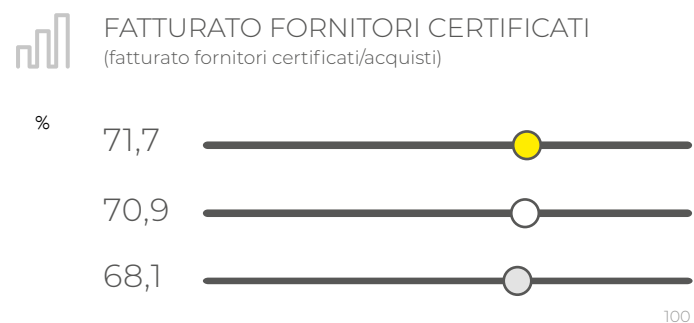 FATTURATO FORNITORI CERTIFICATI
(fatturato fornitori certificati/acquisti)
%
71,7
70,9
68,1
100